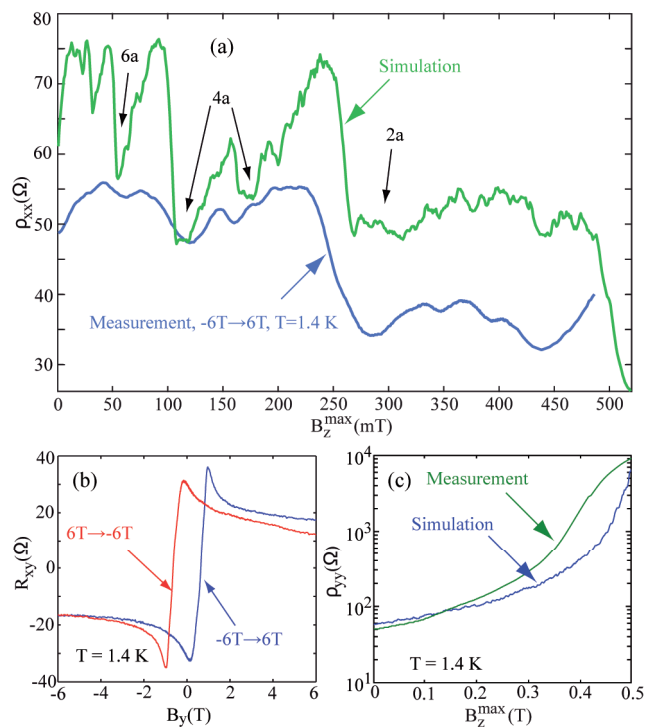 (a)
6a
4a
2a
Simulation
Measurement, -6T→6T, T=1.4 K
80
70
60
50
40
30
ρxx(Ω)
0 50 100 150 200 250 300 350 400 450 500
Bzmax(mT)
(b)
6T→-6T
-6T→6T
T = 1.4 K
40
20
0
-20
-40
Rxy(Ω)
-6 -4 -2 0 2 4 6
By(T)
(c)
Measurement
Simulation
T = 1.4 K
10^4
10^3
10^2
10^1
ρyy(Ω)
0 0.1 0.2 0.3 0.4 0.5
Bzmax(T)